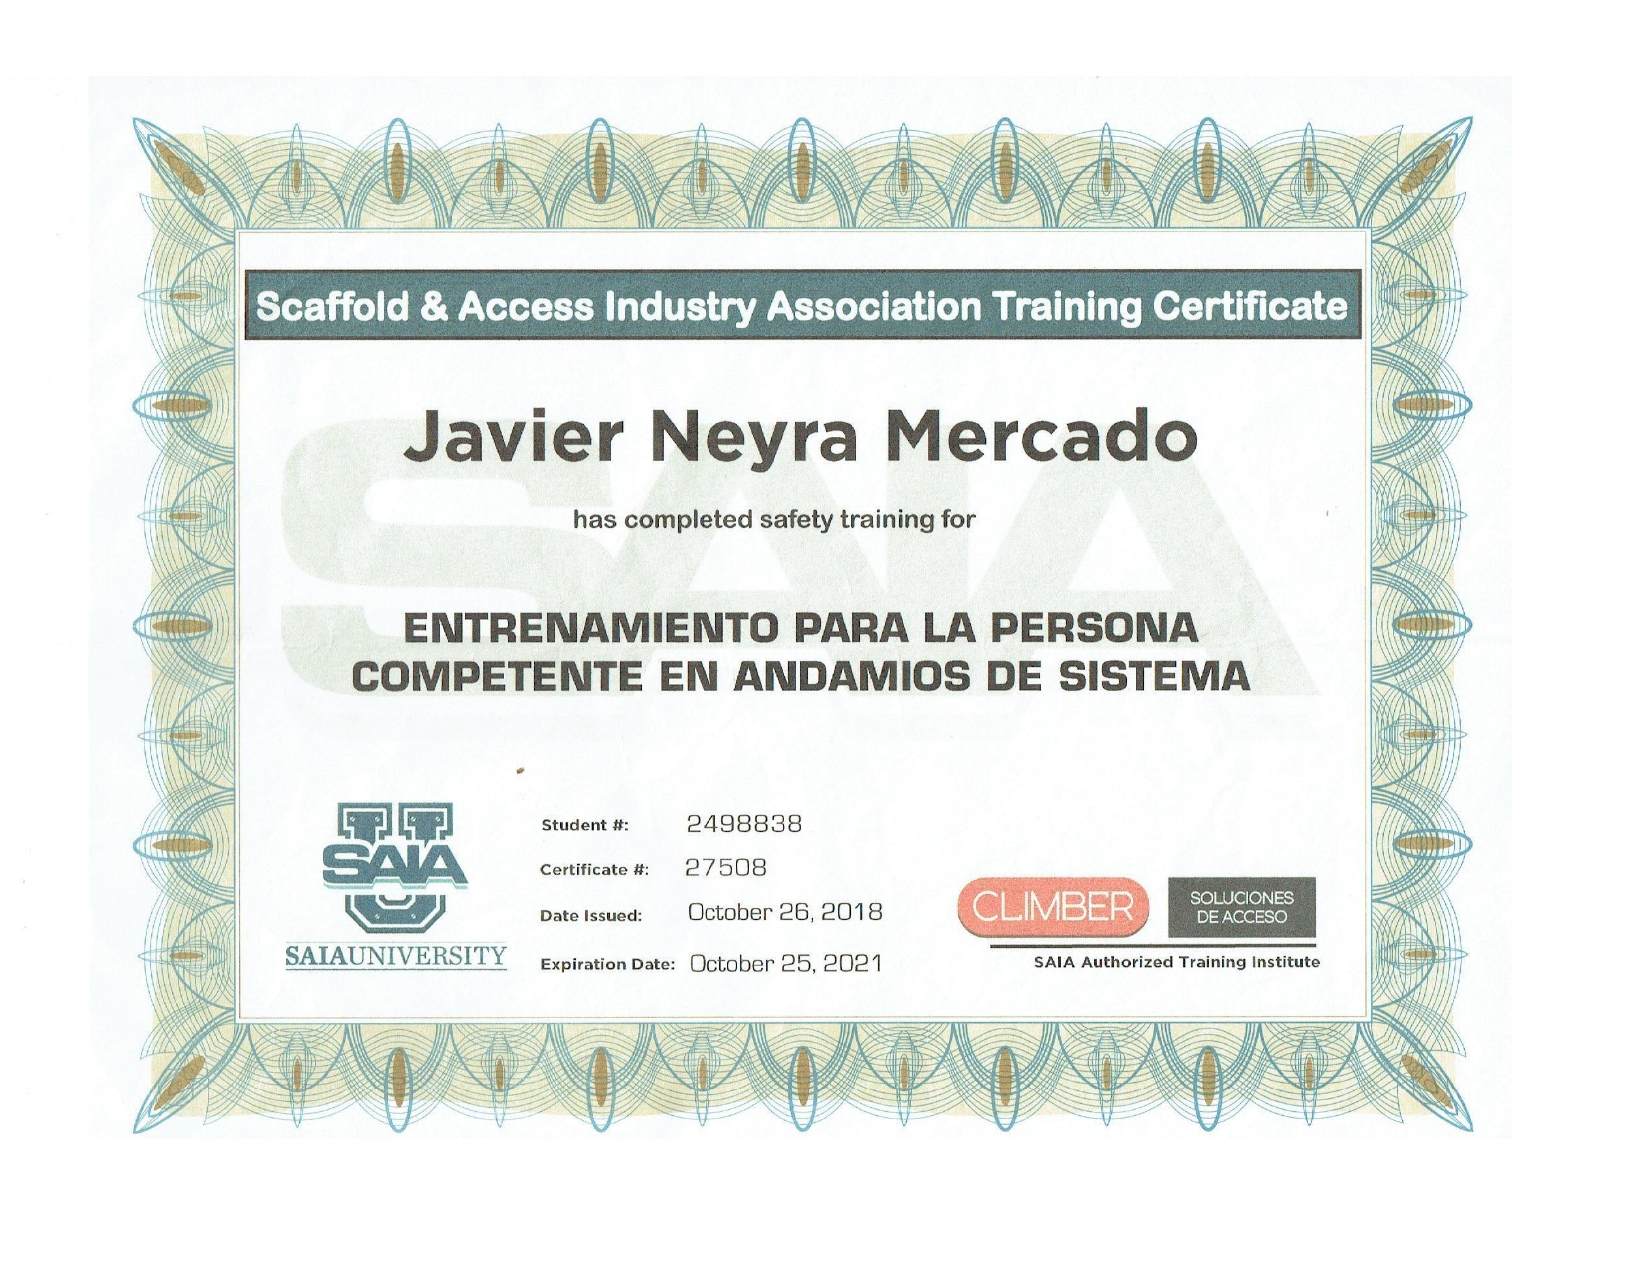 Scaffold & Access Industry Association Training Certificate
SAIA
Javier Neyra Mercado
has completed safety training for
ENTRENAMIENTO PARA LA PERSONA
COMPETENTE EN ANDAMIOS DE SISTEMA
U
SAIA
SAIAUNIVERSITY
Student #: 2498838
Certificate #: 27508
Date Issued: October 26, 2018
Expiration Date: October 25, 2021
CLIMBER
SOLUCIONES
DE ACCESO
SAIA Authorized Training Institute